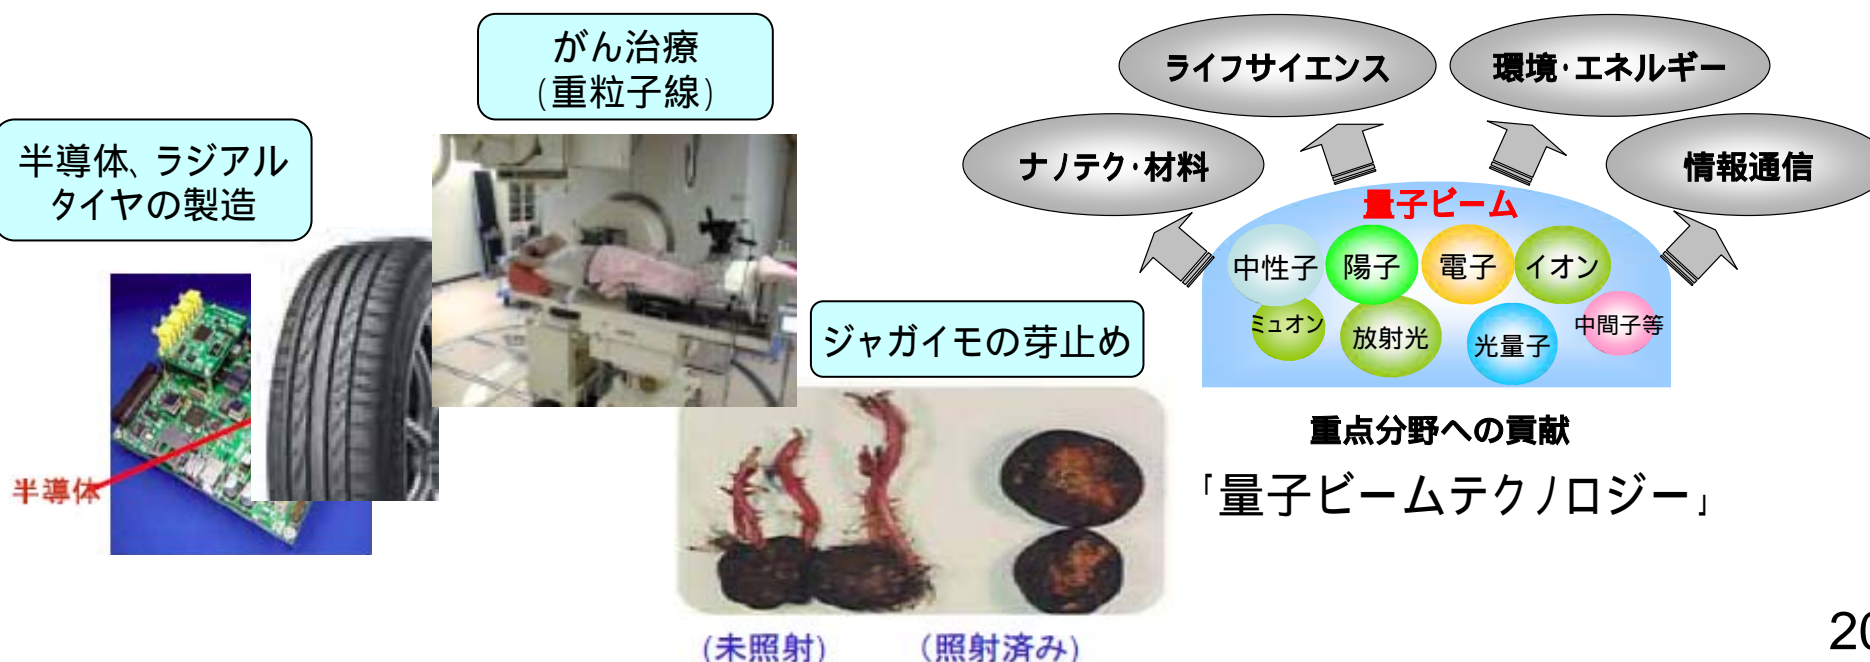 がん治療
(重粒子線)
半導体、ラジアル
タイヤの製造
半導体
ジャガイモの芽止め
(未照射)
(照射済み)
ライフサイエンス
環境・エネルギー
ナノテク・材料
情報通信
量子ビーム
中性子
陽子
電子
イオン
ミュオン
放射光
光量子
中間子等
重点分野への貢献
「量子ビームテクノロジー」
20